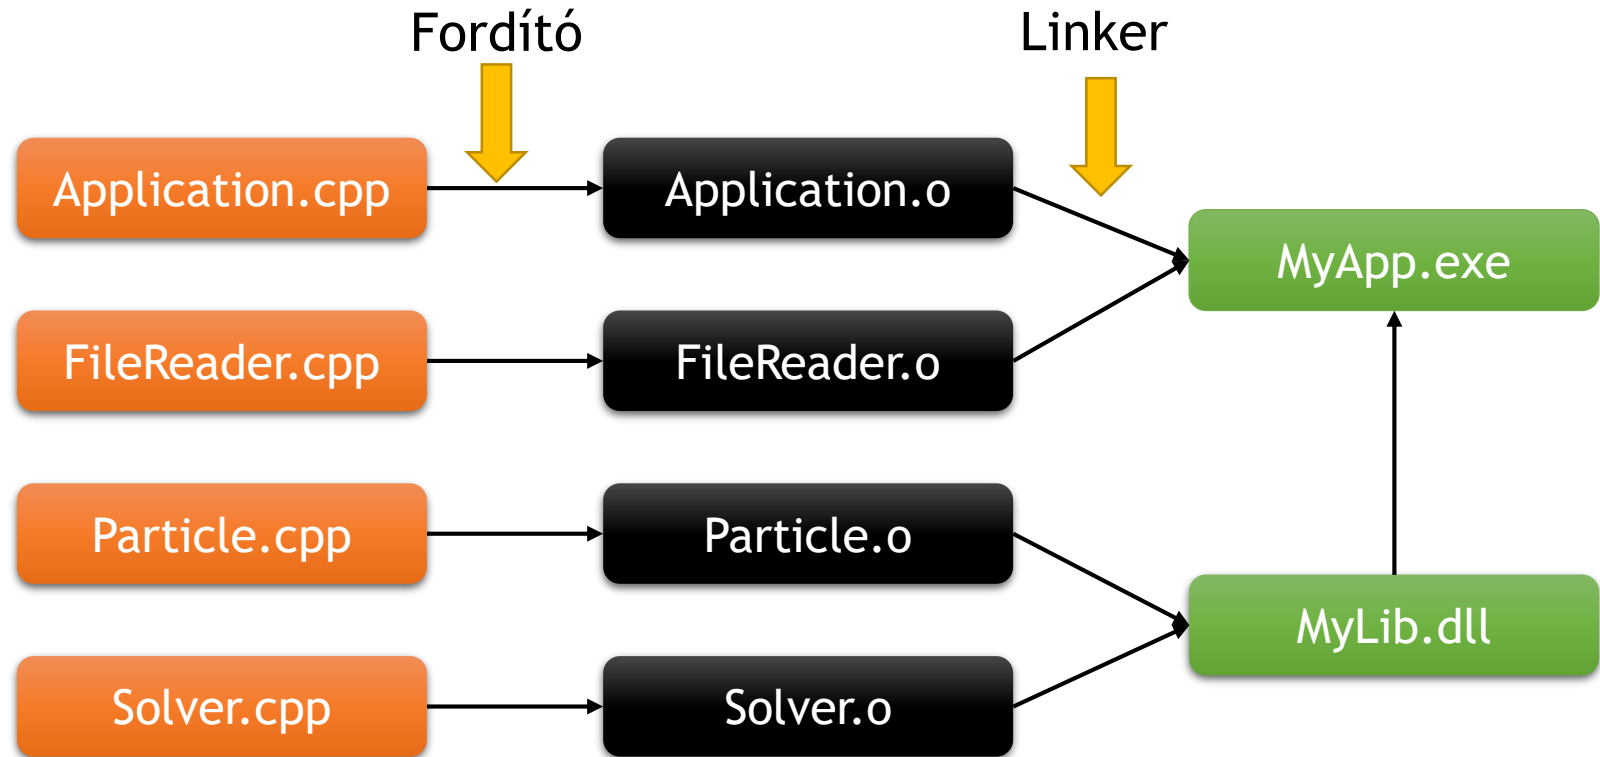 Fordító
Linker
Application.cpp
Application.o
MyApp.exe
FileReader.cpp
FileReader.o
Particle.cpp
Particle.o
MyLib.dll
Solver.cpp
Solver.o